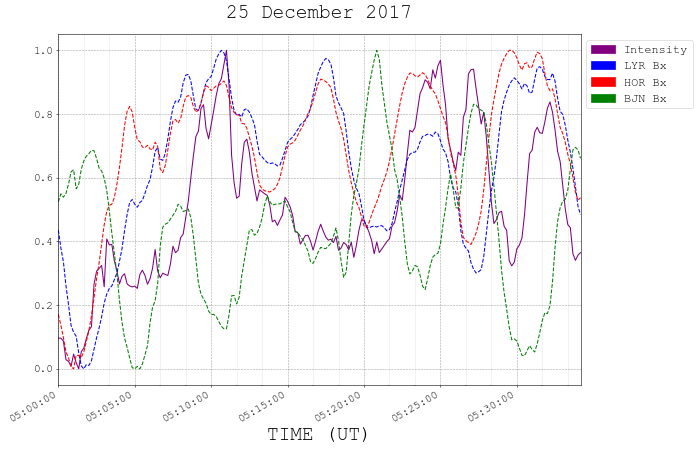 25 December 2017
1.0
0.8
0.6
0.4
0.2
0.0
05:00:00
05:05:00
05:10:00
05:15:00
05:20:00
05:25:00
05:30:00
TIME (UT)
Intensity
LYR Bx
HOR Bx
BJN Bx